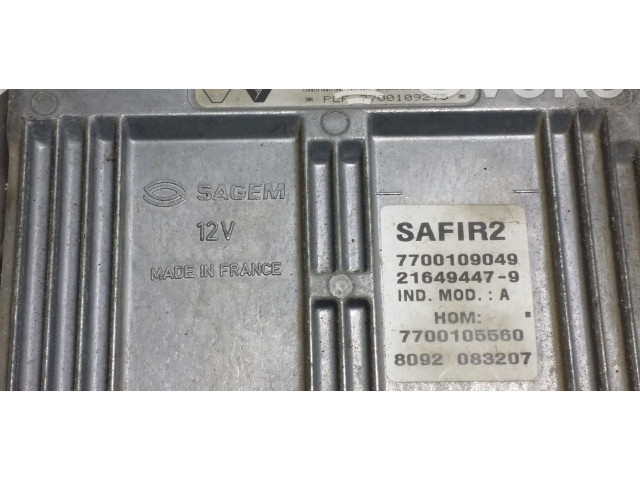 SAGEM
12V
MADE IN FRANCE
SAFIR2
7700109049
21649447-9
IND. MOD. : A
HOM:
7700105560
8092 083207